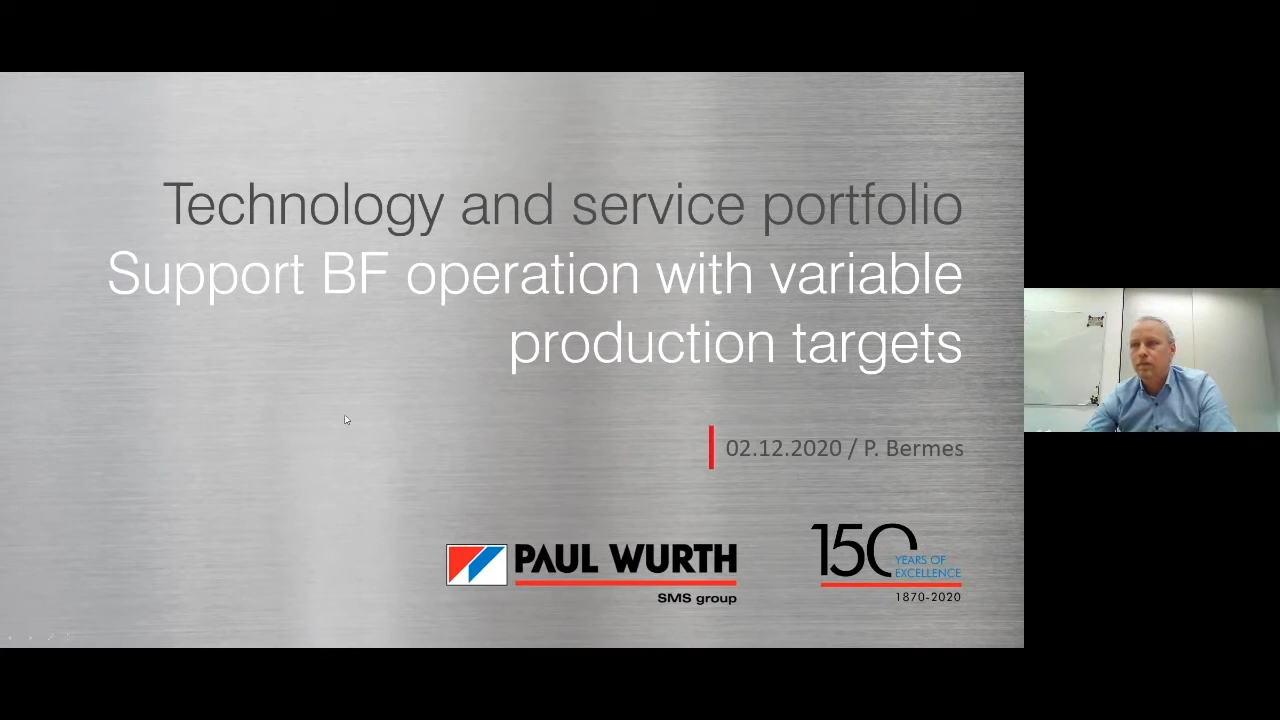 Technology and service portfolio
Support BF operation with variable
production targets
02.12.2020 / P. Bermes
PAUL WURTH
SMS group
150
YEARS OF
EXCELLENCE
1870-2020